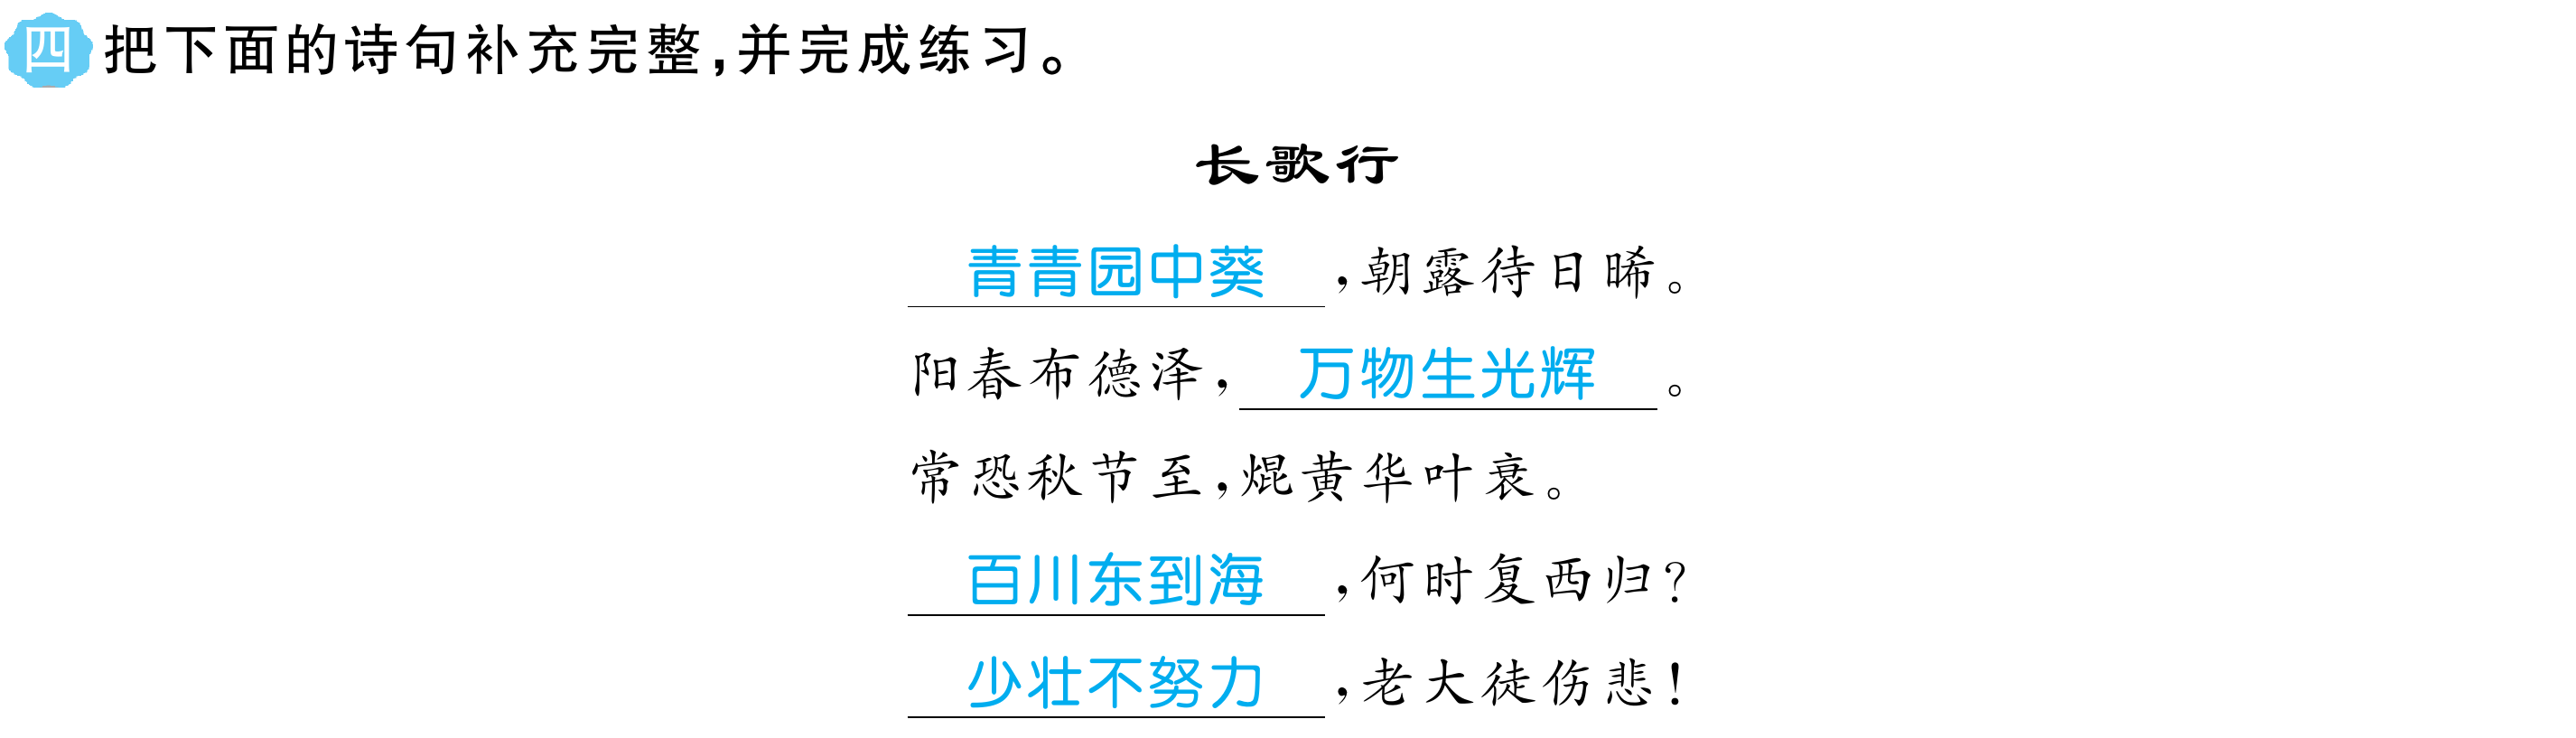 四 把下面的诗句补充完整,并完成练习。
长歌行
青青园中葵,朝露待日晞。
阳春布德泽,万物生光辉。
常恐秋节至,焜黄华叶衰。
百川东到海,何时复西归?
少壮不努力,老大徒伤悲!